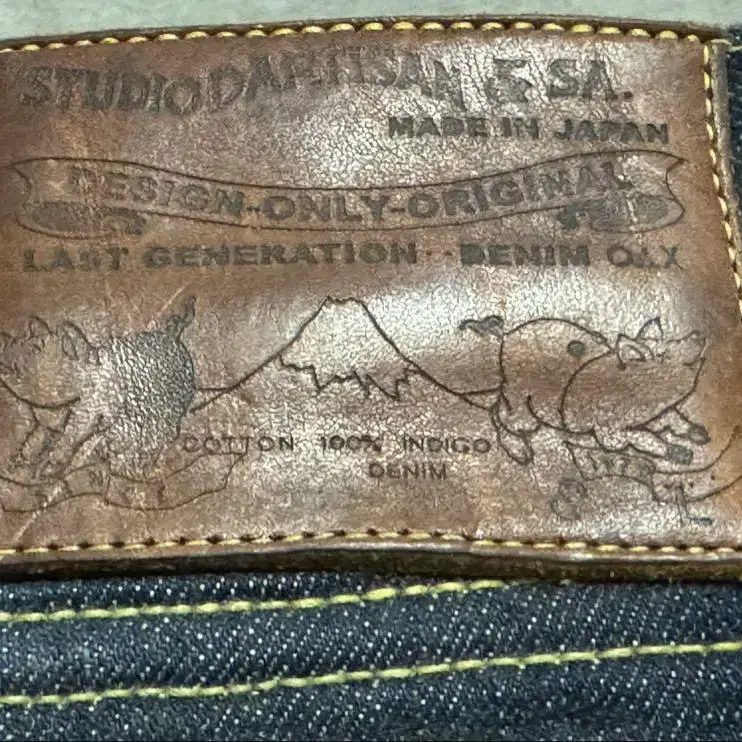 STUDIO D'ARTISAN & SA.
MADE IN JAPAN
DESIGN-ONLY-ORIGINAL
LAST GENERATION · DENIM
COTTON 100% INDIGO
DENIM